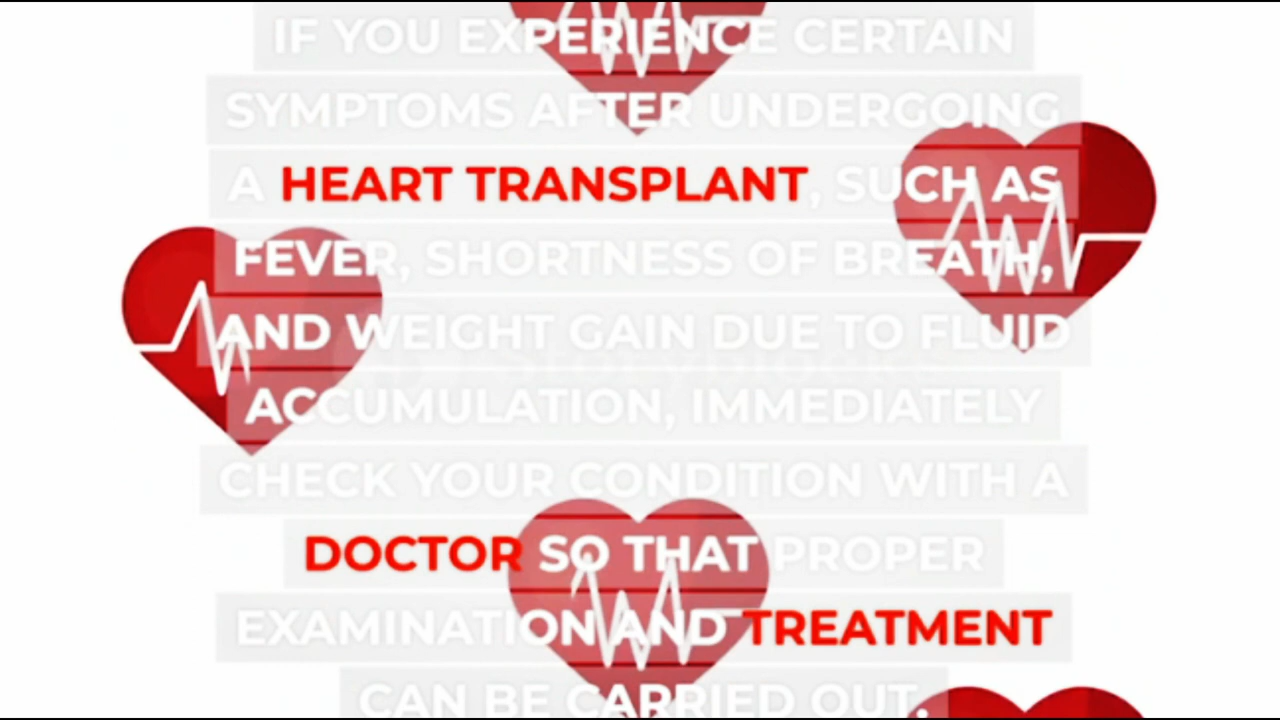 IF YOU EXPERIENCE CERTAIN
SYMPTOMS AFTER UNDERGOING
A HEART TRANSPLANT, SUCH AS
FEVER, SHORTNESS OF BREATH,
AND WEIGHT GAIN DUE TO FLUID
ACCUMULATION, IMMEDIATELY
CHECK YOUR CONDITION WITH A
DOCTOR SO THAT PROPER
EXAMINATION AND TREATMENT
CAN BE CARRIED OUT.